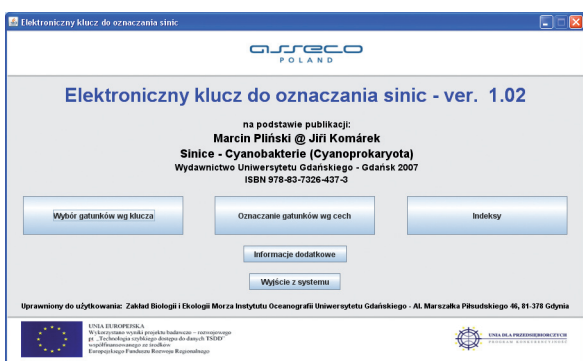 Elektroniczny klucz do oznaczania sinic
asseco
POLAND
Elektroniczny klucz do oznaczania sinic - ver. 1.02
na podstawie publikacji:
Marcin Pliński @ Jiří Komárek
Sinice - Cyanobakterie (Cyanoprokaryota)
Wydawnictwo Uniwersytetu Gdańskiego - Gdańsk 2007
ISBN 978-83-7326-437-3
Wybór gatunków wg klucza
Oznaczanie gatunków wg cech
Indeksy
Informacje dodatkowe
Wyjście z systemu
Uprawniony do użytkowania: Zakład Biologii i Ekologii Morza Instytutu Oceanografii Uniwersytetu Gdańskiego - Al. Marszałka Piłsudskiego 46, 81-378 Gdynia
UNIA EUROPEJSKA
Wykorzystano wyniki projektu badawczo - rozwojowego
pt. „Technologia szybkiego dostępu do danych TSDD"
współfinansowanego ze środków
Europejskiego Funduszu Rozwoju Regionalnego
UNIA DLA PRZEDSIĘBIORCZYCH
PROGRAM KONKURENCYJNOŚĆ